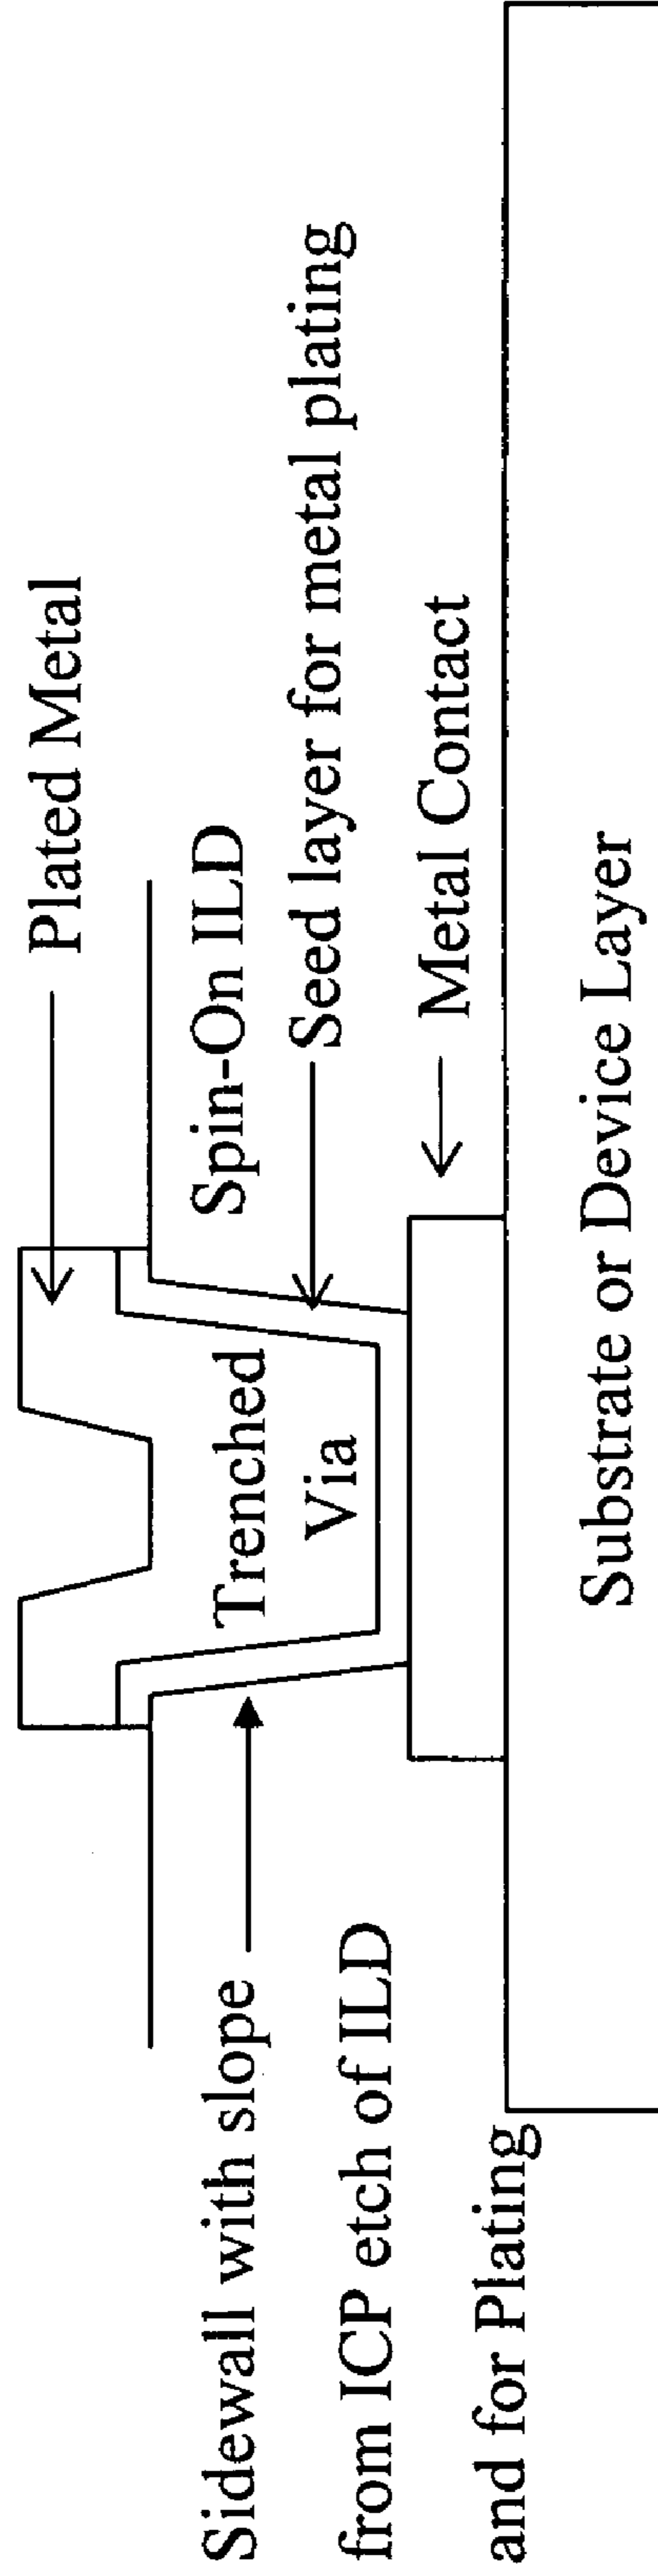 Plated Metal
Spin-On ILD
Sidewall with slope
Trenched
Seed layer for metal plating
Via
from ICP etch of ILD
Metal Contact
and for Plating
Substrate or Device Layer